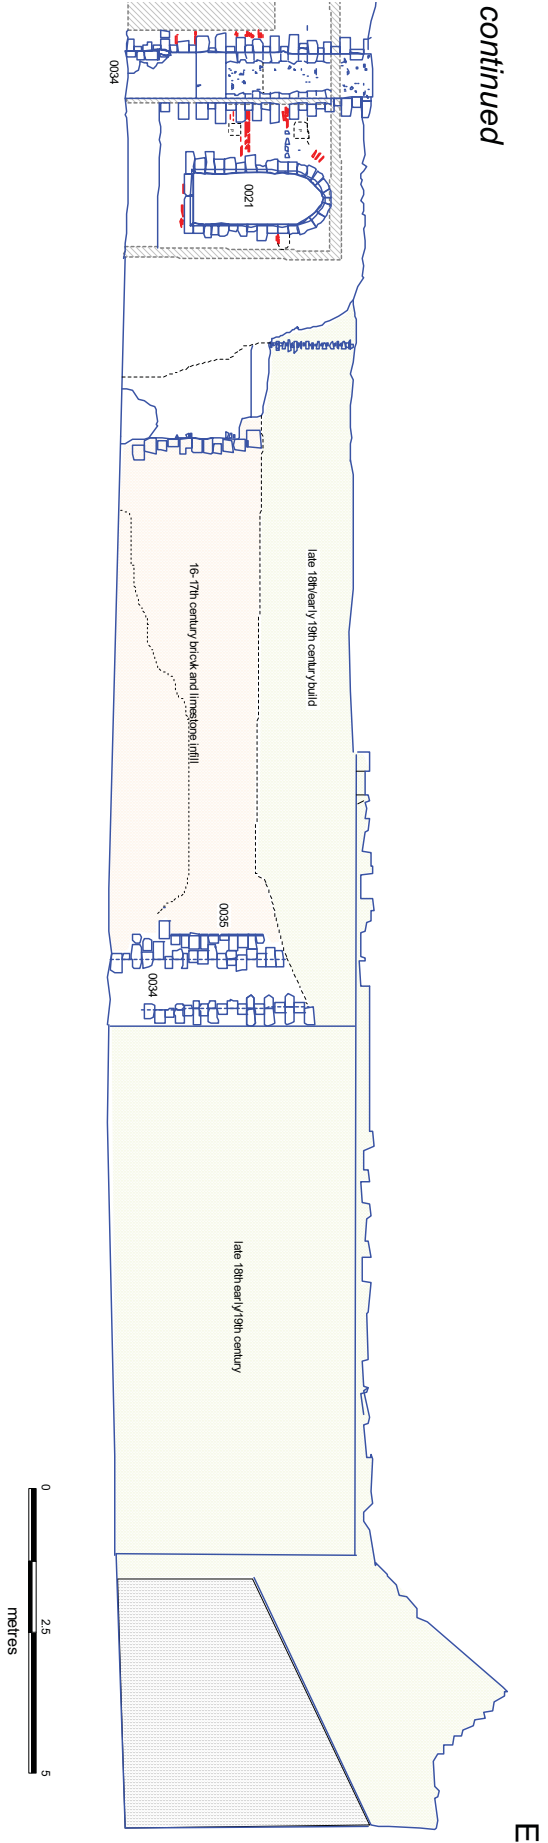 continued
E
0034
0021
late 18th/early 19th century build
16-17th century bricvk and limestone infill
0035
0034
late 18th early/19th century
0
2.5
5
metres